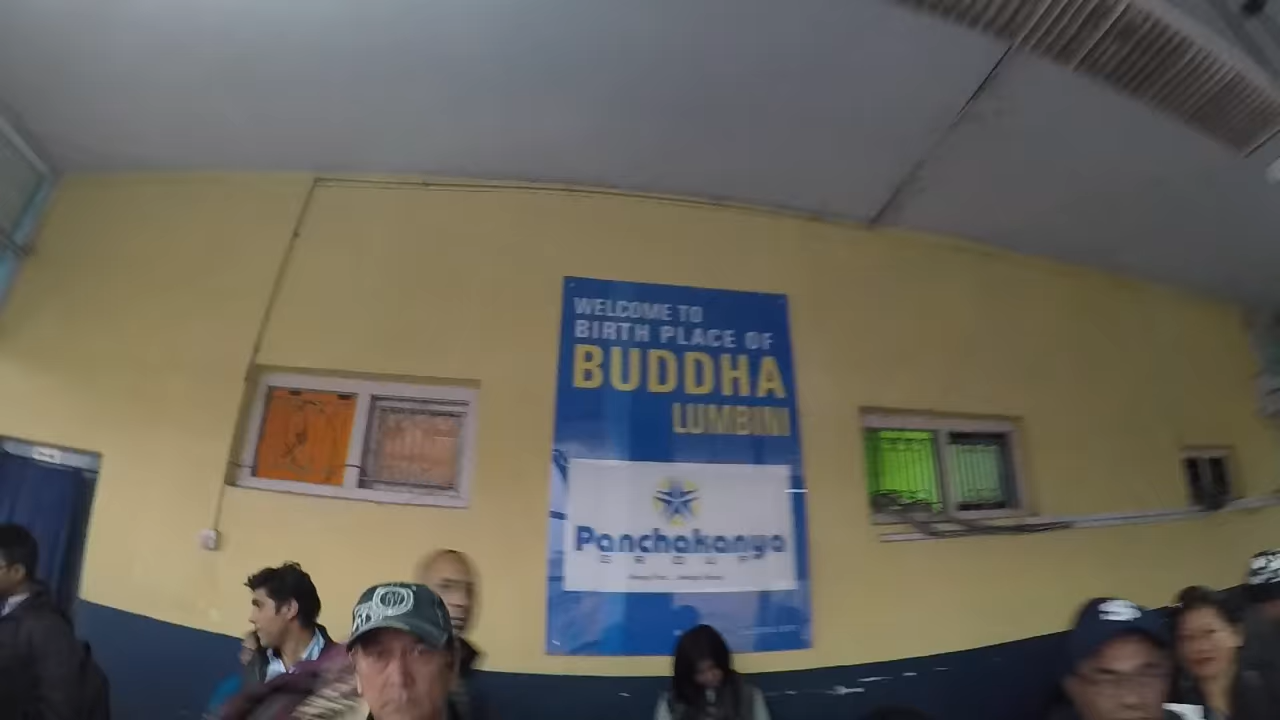 WELCOME TO
BIRTH PLACE OF
BUDDHA
LUMBINI
Panchakanya
GROUP